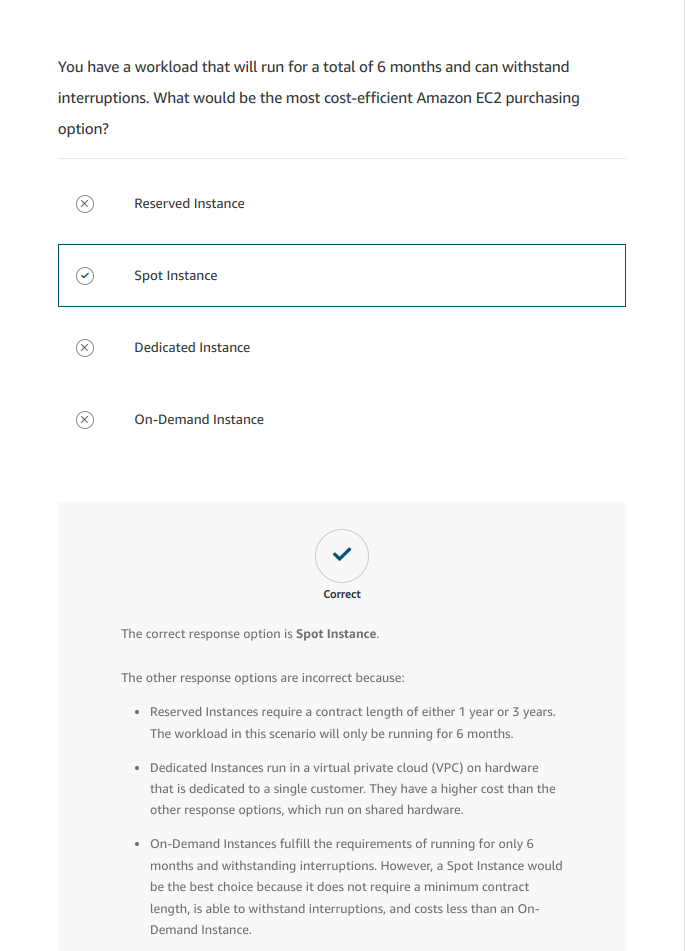 You have a workload that will run for a total of 6 months and can withstand
interruptions. What would be the most cost-efficient Amazon EC2 purchasing
option?
Reserved Instance
Spot Instance
Dedicated Instance
On-Demand Instance
Correct
The correct response option is Spot Instance.
The other response options are incorrect because:
• Reserved Instances require a contract length of either 1 year or 3 years.
The workload in this scenario will only be running for 6 months.
• Dedicated Instances run in a virtual private cloud (VPC) on hardware
that is dedicated to a single customer. They have a higher cost than the
other response options, which run on shared hardware.
• On-Demand Instances fulfill the requirements of running for only 6
months and withstanding interruptions. However, a Spot Instance would
be the best choice because it does not require a minimum contract
length, is able to withstand interruptions, and costs less than an On-
Demand Instance.